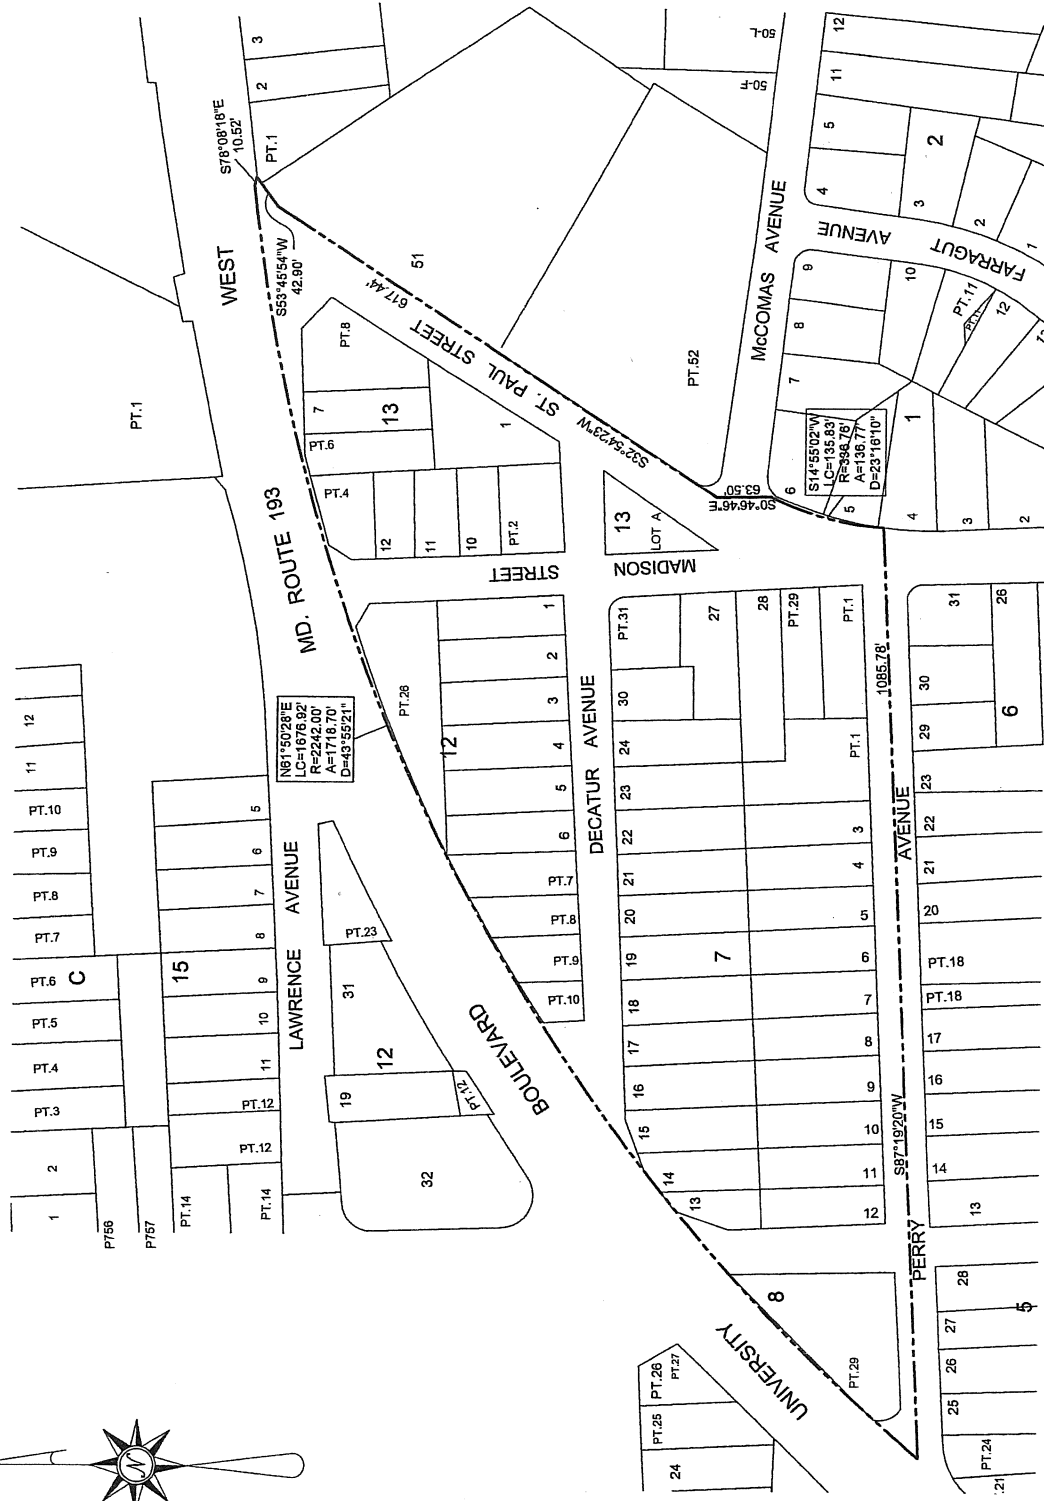 3
2
PT.1
S78°08'16"E
10.52'
WEST
S53°45'54"W
42.90'
51
617.44'
50-L
50-F
12
11
5
4
2
3
2
1
FARRAGUT
AVENUE
McCOMAS AVENUE
9
8
7
10
PT.11
PT.11
12
13
PT.1
PT.8
7
13
PT.6
1
ST. PAUL STREET
PT.52
S32°54'23"W
S14°55'02"W
LC=135.83'
A=136.77'
D=23°16'10"
1
6
5
4
3
2
S0°46'46"E
63.50'
MD. ROUTE 193
PT.4
12
11
10
PT.2
13
LOT A
MADISON
STREET
N61°50'28"E
LC=1676.92'
R=2242.00'
A=1718.70'
D=43°55'21"
PT.26
12
1
2
3
4
5
6
PT.7
PT.8
PT.9
PT.10
DECATUR AVENUE
PT.31
27
28
PT.29
PT.1
30
24
23
22
21
20
19
18
17
16
15
14
13
PT.1
3
4
5
6
7
8
9
10
11
12
7
1085.78'
S87°19'20"W
PERRY
AVENUE
31
26
30
29
6
23
22
21
20
PT.18
PT.18
17
16
15
14
13
28
27
26
25
PT.24
.21
5
12
11
PT.10
PT.9
PT.8
PT.7
PT.6
PT.5
PT.4
PT.3
2
1
C
P756
P757
15
5
6
7
8
9
10
11
PT.12
PT.12
PT.14
PT.14
LAWRENCE AVENUE
PT.23
31
12
19
PT.12
32
UNIVERSITY
BOULEVARD
8
PT.29
PT.26
PT.27
PT.25
24
N